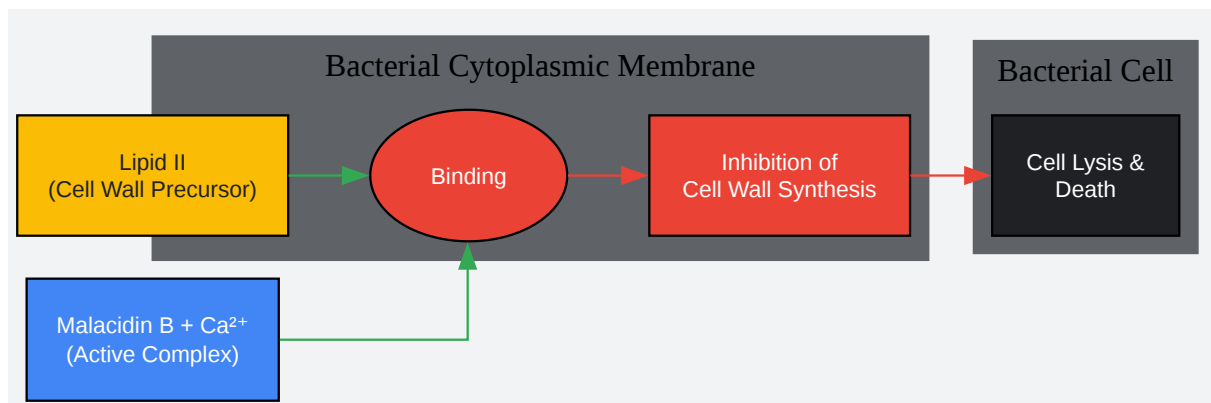 Bacterial Cytoplasmic Membrane
Bacterial Cell
Lipid II
(Cell Wall Precursor)
Binding
Inhibition of
Cell Wall Synthesis
Cell Lysis &
Death
Malacidin B + Ca²⁺
(Active Complex)